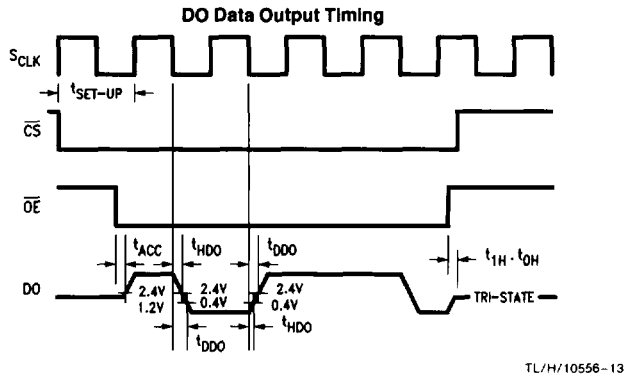 DO Data Output Timing
SCLK
tSET-UP
CS
OE
tACC
tHDO
tDDO
t1H · t0H
DO
2.4V
1.2V
2.4V
0.4V
2.4V
0.4V
TRI-STATE
tHDO
tDDO
TL/H/10556-13